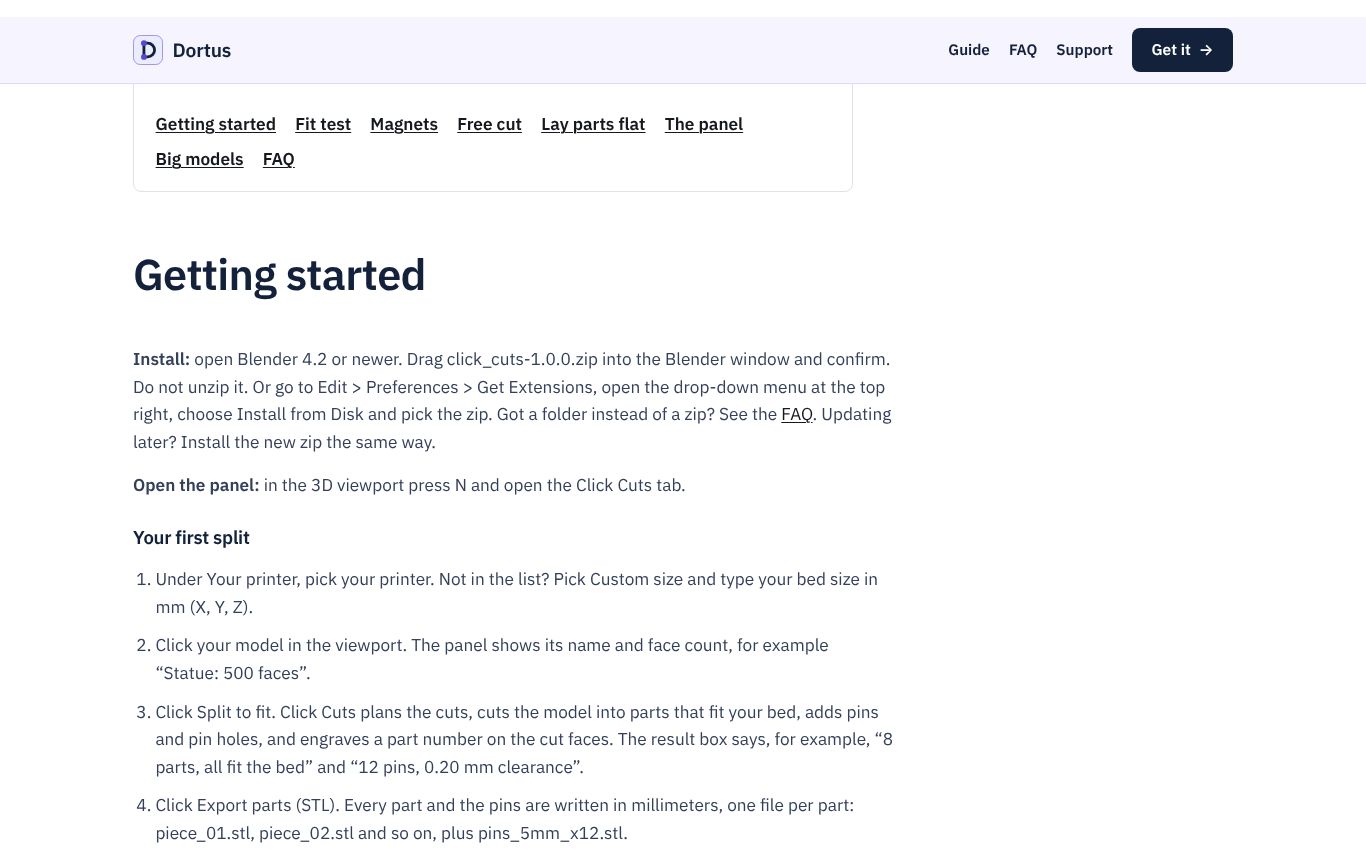 Dortus
Guide FAQ Support Get it →
Getting started Fit test Magnets Free cut Lay parts flat The panel
Big models FAQ
Getting started
Install: open Blender 4.2 or newer. Drag click_cuts-1.0.0.zip into the Blender window and confirm.
Do not unzip it. Or go to Edit > Preferences > Get Extensions, open the drop-down menu at the top
right, choose Install from Disk and pick the zip. Got a folder instead of a zip? See the FAQ. Updating
later? Install the new zip the same way.
Open the panel: in the 3D viewport press N and open the Click Cuts tab.
Your first split
1. Under Your printer, pick your printer. Not in the list? Pick Custom size and type your bed size in
mm (X, Y, Z).
2. Click your model in the viewport. The panel shows its name and face count, for example
“Statue: 500 faces”.
3. Click Split to fit. Click Cuts plans the cuts, cuts the model into parts that fit your bed, adds pins
and pin holes, and engraves a part number on the cut faces. The result box says, for example, “8
parts, all fit the bed” and “12 pins, 0.20 mm clearance”.
4. Click Export parts (STL). Every part and the pins are written in millimeters, one file per part:
piece_01.stl, piece_02.stl and so on, plus pins_5mm_x12.stl.